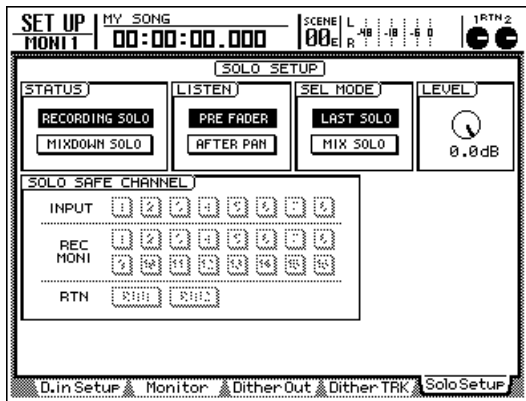 SET UP MY SONG SCENE L 1RTN2
MONI 1 00:00:00.000 00E R -48 -18 -6 0
SOLO SETUP
STATUS LISTEN SEL MODE LEVEL
RECORDING SOLO PRE FADER LAST SOLO
MIXDOWN SOLO AFTER PAN MIX SOLO 0.0dB
SOLO SAFE CHANNEL
INPUT 1 2 3 4 5 6 7 8
REC MONI 1 2 3 4 5 6 7 8
9 10 11 12 13 14 15 16
RTN Rtn1 Rtn2
D.in Setup Monitor Dither Out Dither TRK Solo Setup